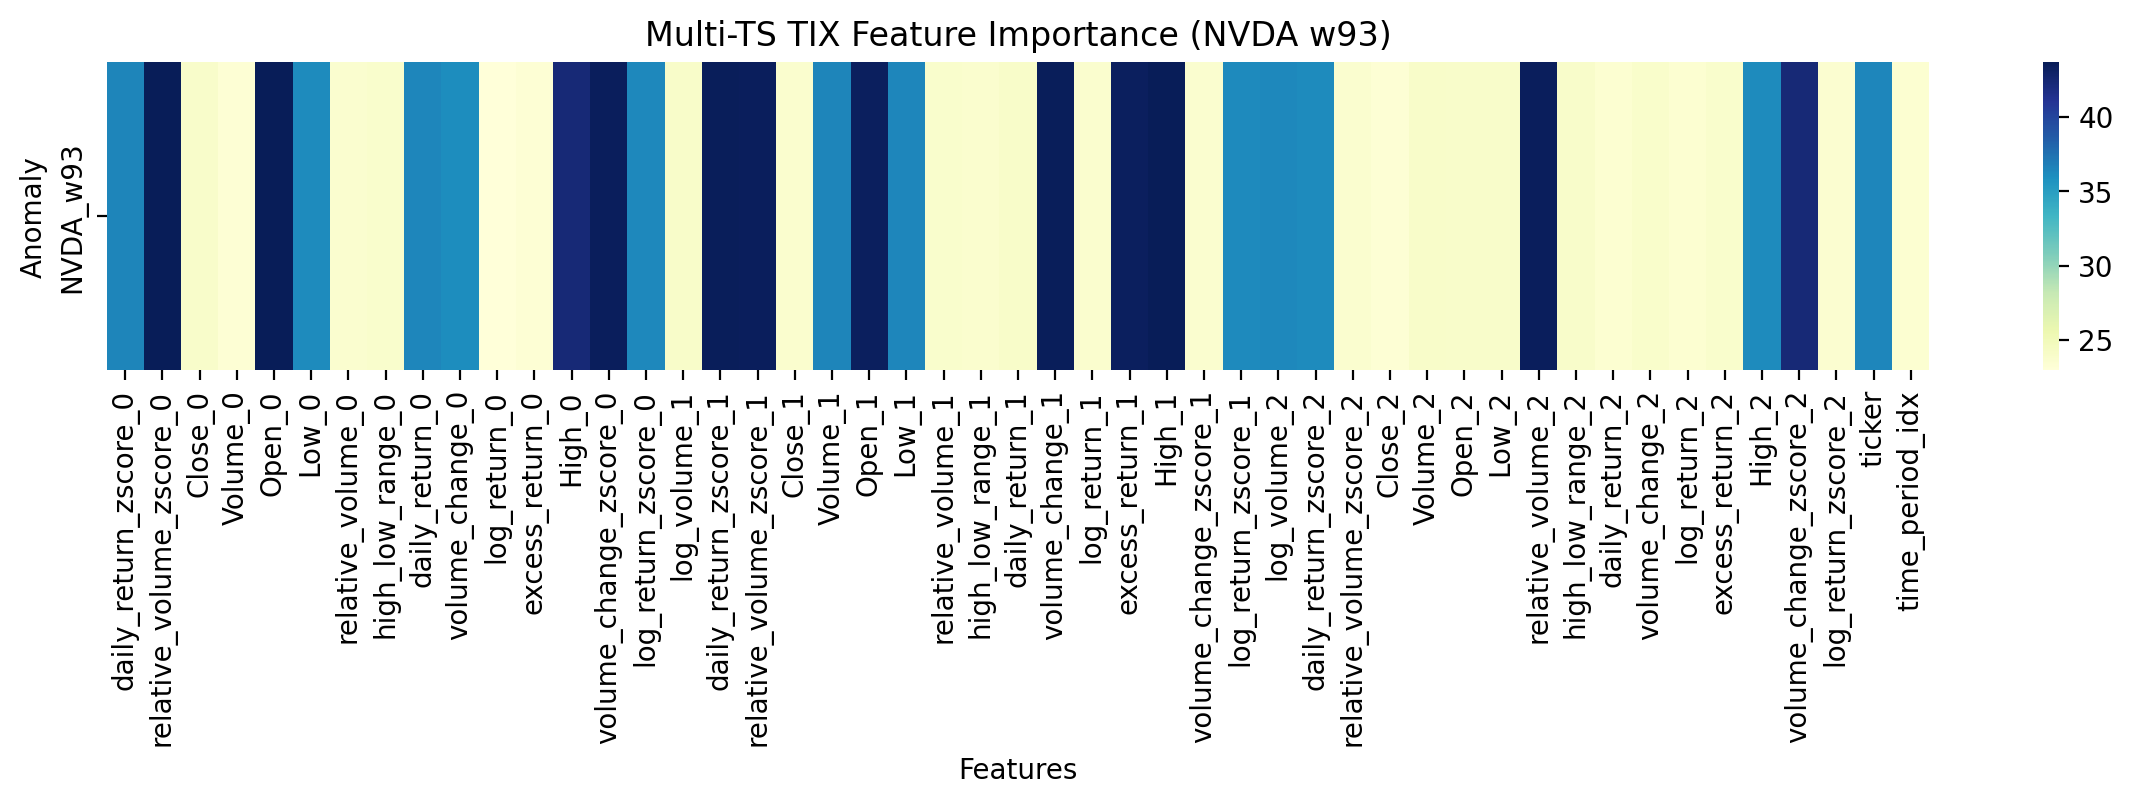 Multi-TS TIX Feature Importance (NVDA w93)
Anomaly
NVDA_w93
40
35
30
25
daily_return_zscore_0
relative_volume_zscore_0
Close_0
Volume_0
Open_0
Low_0
relative_volume_0
high_low_range_0
daily_return_0
volume_change_0
log_return_0
excess_return_0
High_0
volume_change_zscore_0
log_return_zscore_0
log_volume_1
daily_return_zscore_1
relative_volume_zscore_1
Close_1
Volume_1
Open_1
Low_1
relative_volume_1
high_low_range_1
daily_return_1
volume_change_1
log_return_1
excess_return_1
High_1
volume_change_zscore_1
log_return_zscore_1
log_volume_2
daily_return_zscore_2
relative_volume_zscore_2
Close_2
Volume_2
Open_2
Low_2
relative_volume_2
high_low_range_2
daily_return_2
volume_change_2
log_return_2
excess_return_2
High_2
volume_change_zscore_2
log_return_zscore_2
ticker
time_period_idx
Features